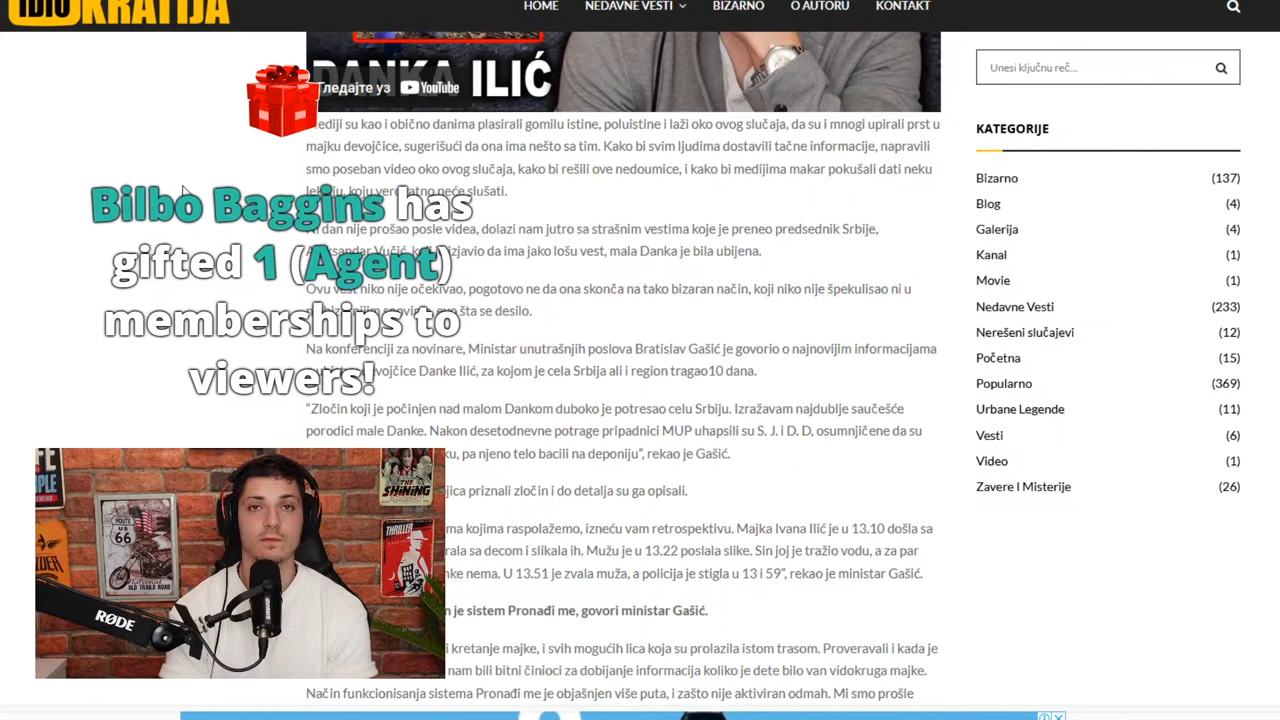 KRATIJA
HOME NEDAVNE VESTI BIZARNO O AUTORU KONTAKT
DANKA ILIĆ
Гледајте уз YouTube
Unesi ključnu reč...
KATEGORIJE
Bizarno (137)
Blog (4)
Galerija (4)
Kanal (1)
Movie (1)
Nedavne Vesti (233)
Nerešeni slučajevi (12)
Početna (15)
Popularno (369)
Urbane Legende (11)
Vesti (6)
Video (1)
Zavere I Misterije (26)
Mediji su kao i obično danima plasirali gomilu istine, poluistine i laži oko ovog slučaja, da su i mnogi upirali prst u
majku devojčice, sugerišući da ona ima nešto sa tim. Kako bi svim ljudima dostavili tačne informacije, napravili
smo poseban video oko ovog slučaja, kako bi rešili ove nedoumice, i kako bi medijima makar pokušali dati neku
koju verovatno neće slušati.
Ni dan nije prošao posle videa, dolazi nam jutro sa strašnim vestima koje je preneo predsednik Srbije,
Aleksandar Vučić, koji izjavio da ima jako lošu vest, mala Danka je bila ubijena.
Ovu vest niko nije očekivao, pogotovo ne da ona skonča na tako bizaran način, koji niko nije špekulisao ni u
šta se desilo.
Na konferenciji za novinare, Ministar unutrašnjih poslova Bratislav Gašić je govorio o najnovijim informacijama
devojčice Danke Ilić, za kojom je cela Srbija ali i region tragao10 dana.
“Zločin koji je počinjen nad malom Dankom duboko je potresao celu Srbiju. Izražavam najdublje saučešće
porodici male Danke. Nakon desetodnevne potrage pripadnici MUP uhapsili su S. J. i D. D, osumnjičene da su
pa njeno telo bacili na deponiju”, rekao je Gašić.
priznali zločin i do detalja su ga opisali.
kojima raspolažemo, izneću vam retrospektivu. Majka Ivana Ilić je u 13.10 došla sa
sa decom i slikala ih. Mužu je u 13.22 poslala slike. Sin joj je tražio vodu, a za par
nema. U 13.51 je zvala muža, a policija je stigla u 13 i 59”, rekao je ministar Gašić.
je sistem Pronađi me, govori ministar Gašić.
i kretanje majke, i svih mogućih lica koja su prolazila istom trasom. Proveravali i kada je
nam bili bitni činioci za dobijanje informacija koliko je dete bilo van vidokruga majke.
Način funkcionisanja sistema Pronađi me je objašnjen više puta, i zašto nije aktiviran odmah. Mi smo prošle
Bilbo Baggins has
gifted 1 (Agent)
memberships to
viewers!
ROUTE
US
66
THE
SHINING
THRILLER
RØDE